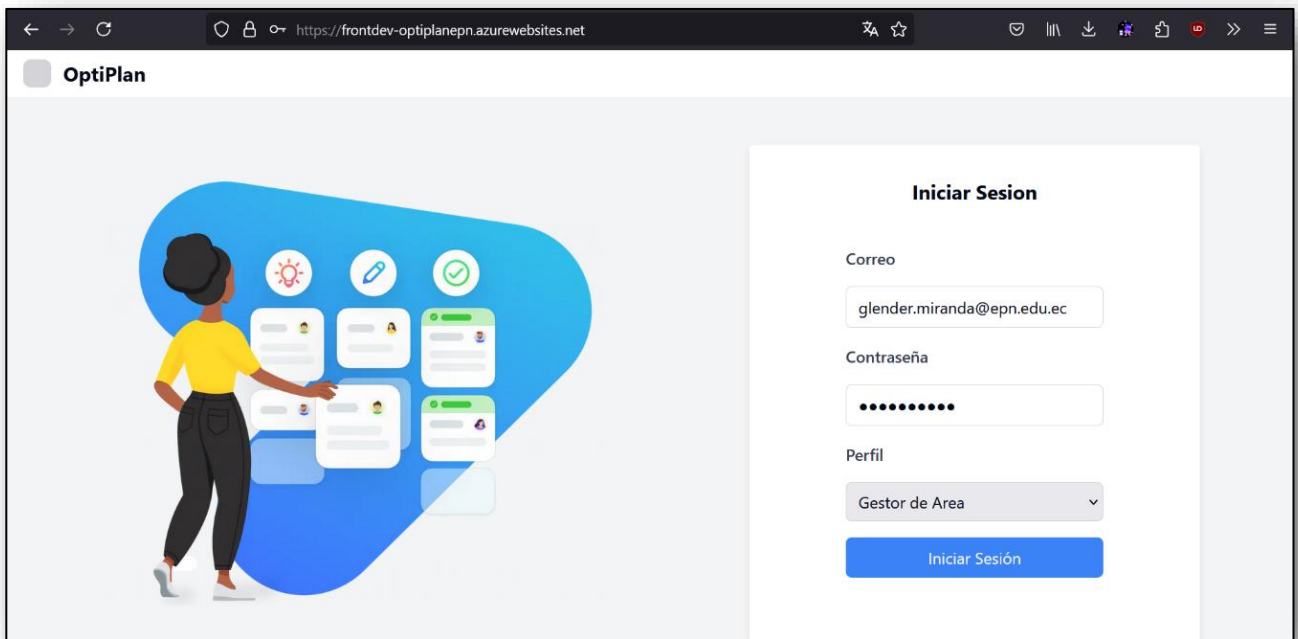 https://frontdev-optiplanepn.azurewebsites.net
OptiPlan
Iniciar Sesion
Correo
glender.miranda@epn.edu.ec
Contraseña
●●●●●●●●●●
Perfil
Gestor de Area
Iniciar Sesión